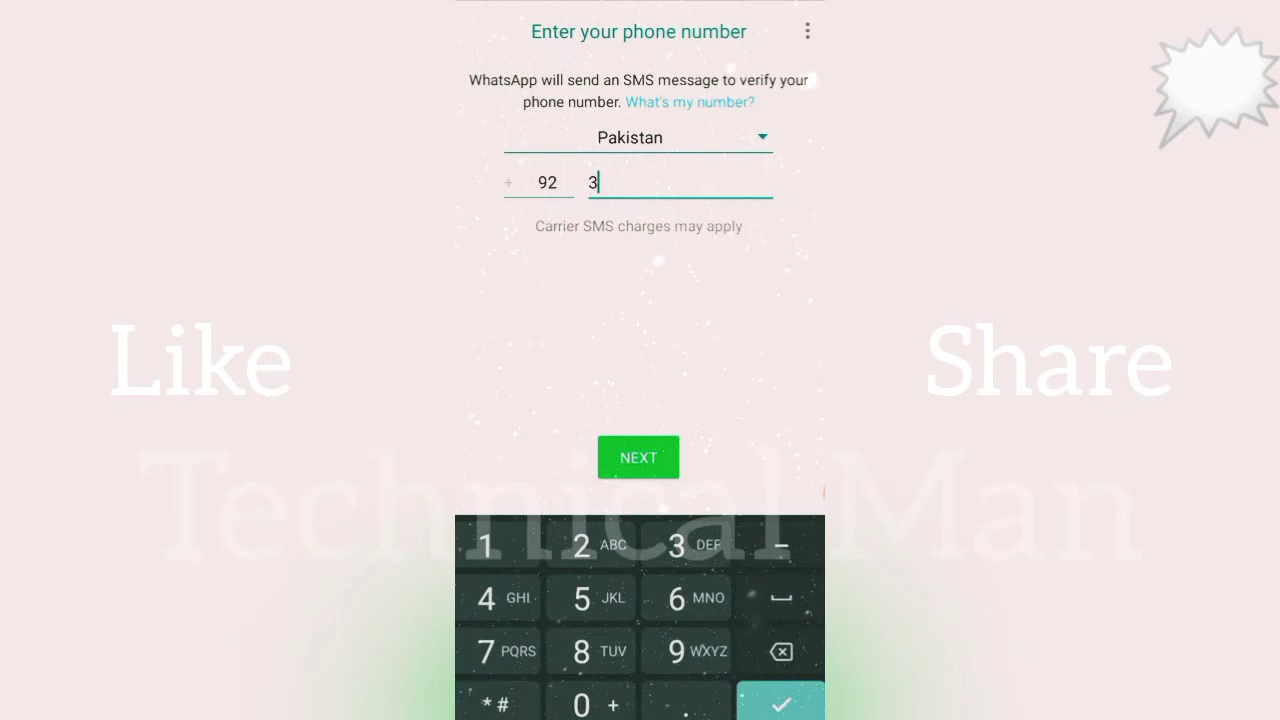 Enter your phone number
WhatsApp will send an SMS message to verify your
phone number. What's my number?
Pakistan
+ 92 3
Carrier SMS charges may apply
Like
Share
NEXT
Technical Man
1 2 ABC 3 DEF –
4 GHI 5 JKL 6 MNO
7 PQRS 8 TUV 9 WXYZ
* # 0 + .